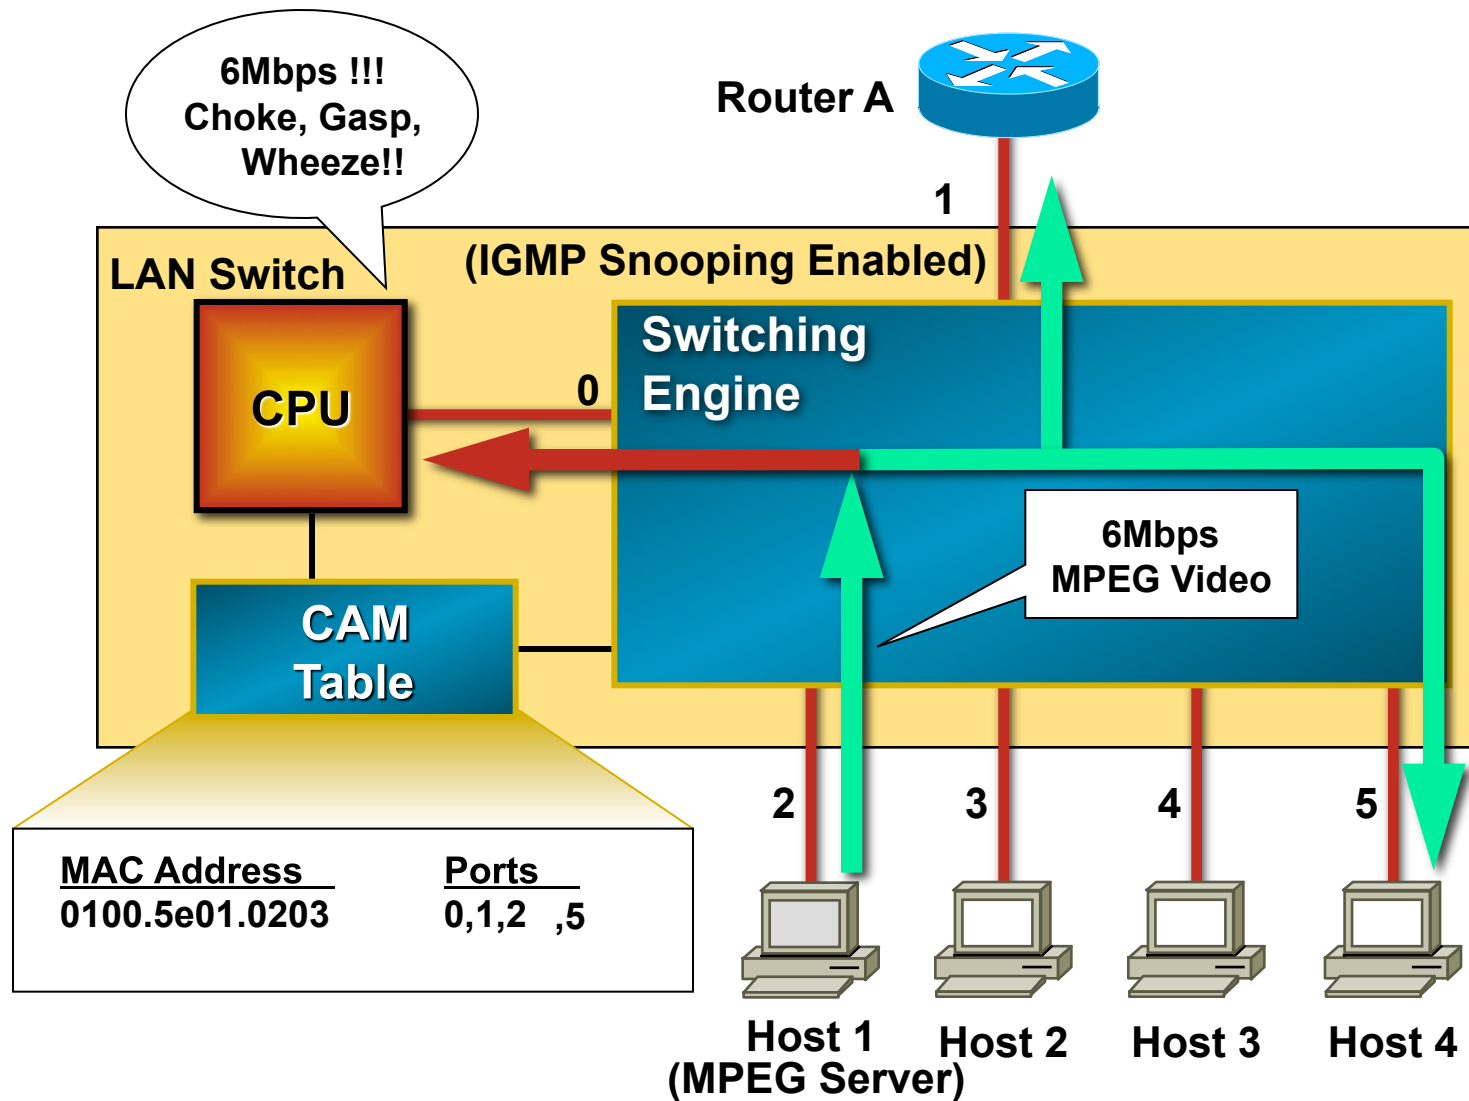 6Mbps !!!
Choke, Gasp,
Wheeze!!
Router A
1
LAN Switch
(IGMP Snooping Enabled)
Switching
Engine
0
CPU
6Mbps
MPEG Video
CAM
Table
2
3
4
5
MAC Address Ports
0100.5e01.0203 0,1,2 ,5
Host 1
(MPEG Server)
Host 2
Host 3
Host 4